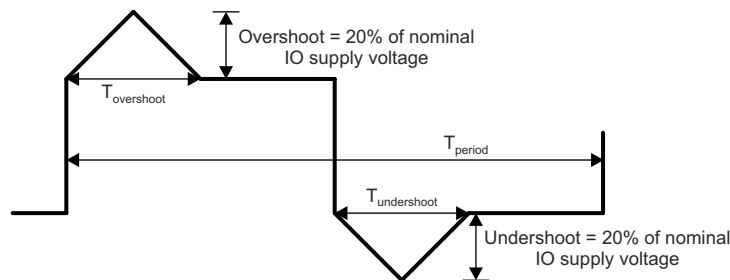 Overshoot = 20% of nominal
IO supply voltage
Tovershoot
Tperiod
Tundershoot
Undershoot = 20% of nominal
IO supply voltage